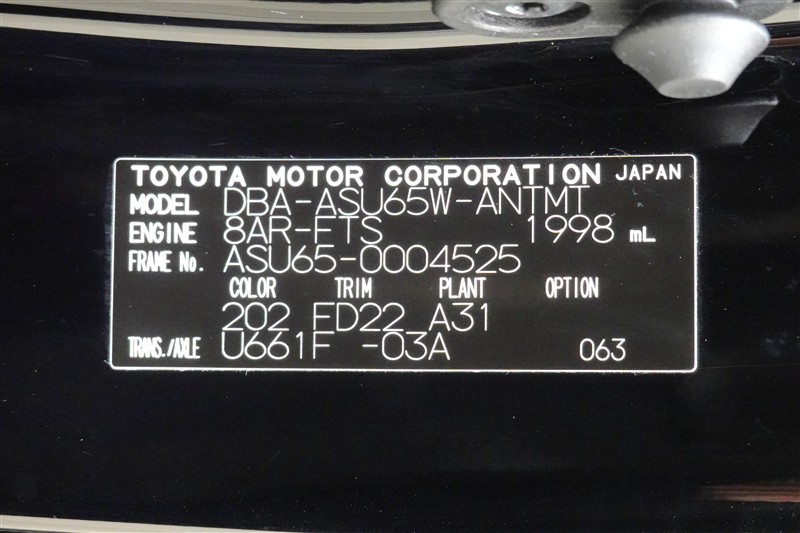 TOYOTA MOTOR CORPORATION JAPAN
MODEL DBA-ASU65W-ANTMT
ENGINE 8AR-FTS 1998 mL
FRAME No. ASU65-0004525
COLOR TRIM PLANT OPTION
202 FD22 A31
TRANS./AXLE U661F -03A 063